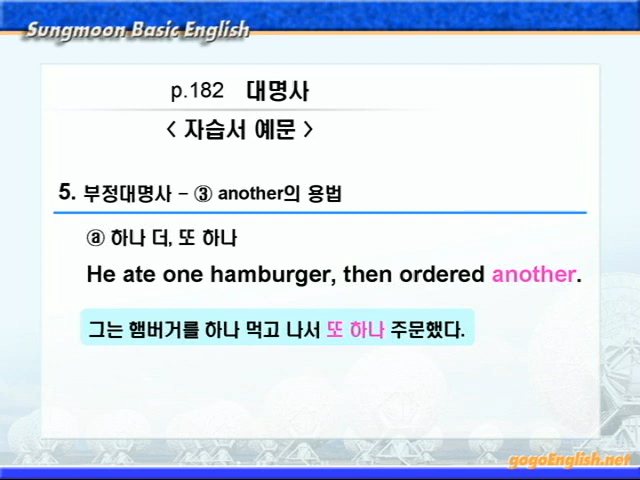 Sungmoon Basic English
p.182 대명사
< 자습서 예문 >
5. 부정대명사 – ③ another의 용법
ⓐ 하나 더, 또 하나
He ate one hamburger, then ordered another.
그는 햄버거를 하나 먹고 나서 또 하나 주문했다.
gogoEnglish.net